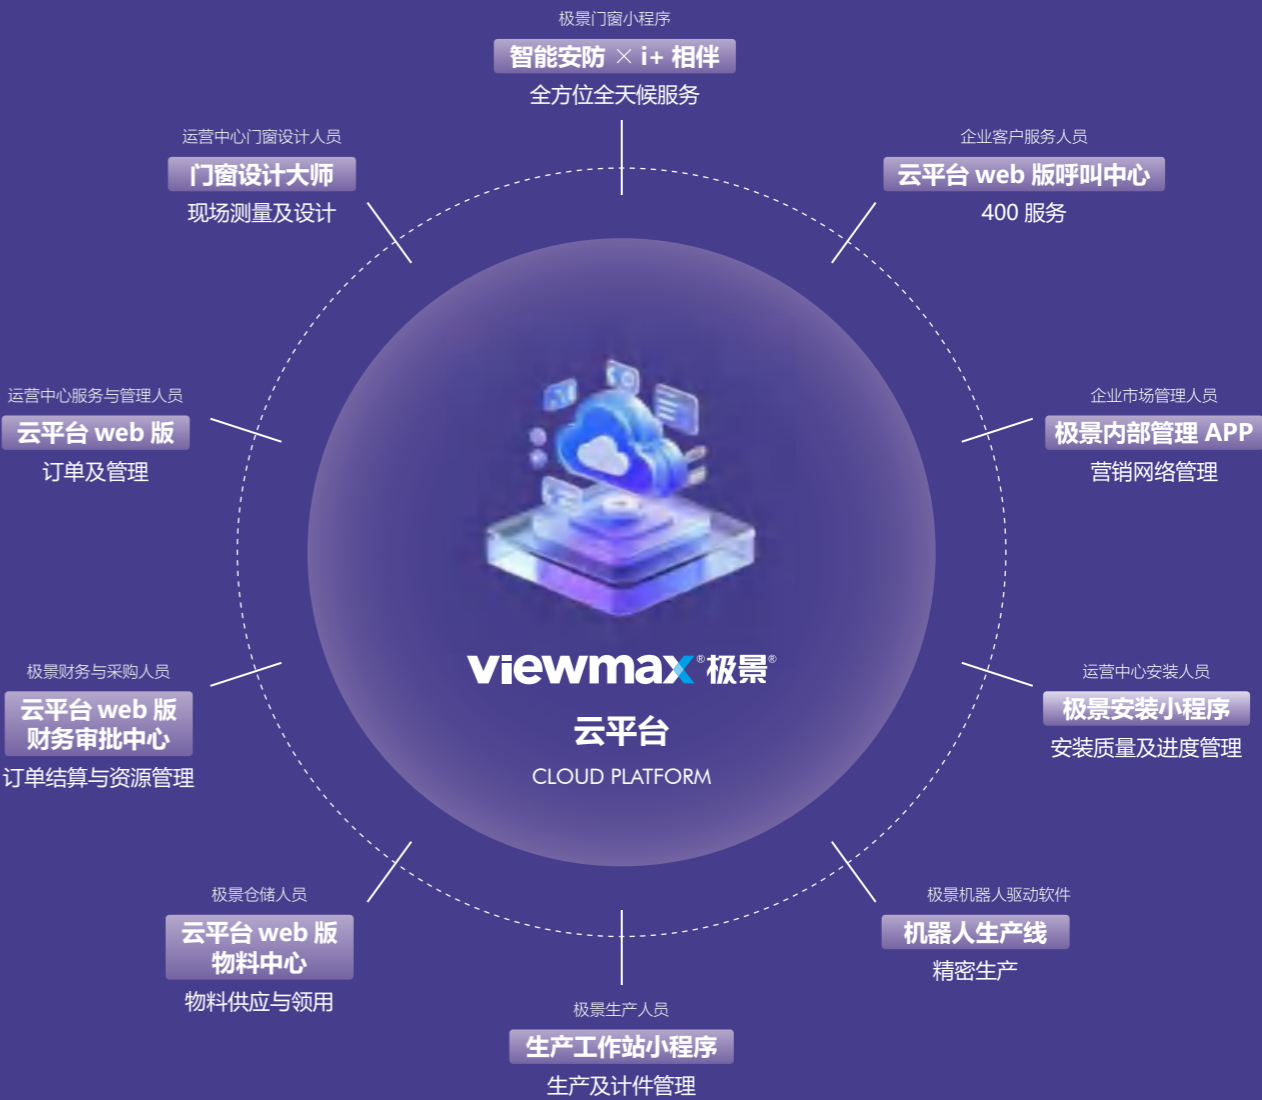 极景门窗小程序
智能安防 × i+ 相伴
全方位全天候服务
运营中心门窗设计人员
门窗设计大师
现场测量及设计
企业客户服务人员
云平台 web 版呼叫中心
400 服务
运营中心服务与管理人员
云平台 web 版
订单及管理
企业市场管理人员
极景内部管理 APP
营销网络管理
viewmax®极景®
云平台
CLOUD PLATFORM
极景财务与采购人员
云平台 web 版
财务审批中心
订单结算与资源管理
运营中心安装人员
极景安装小程序
安装质量及进度管理
极景仓储人员
云平台 web 版
物料中心
物料供应与领用
极景机器人驱动软件
机器人生产线
精密生产
极景生产人员
生产工作站小程序
生产及计件管理